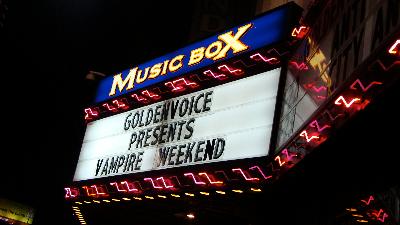 MUSIC BOX
GOLDENVOICE
PRESENTS
VAMPIRE WEEKEND